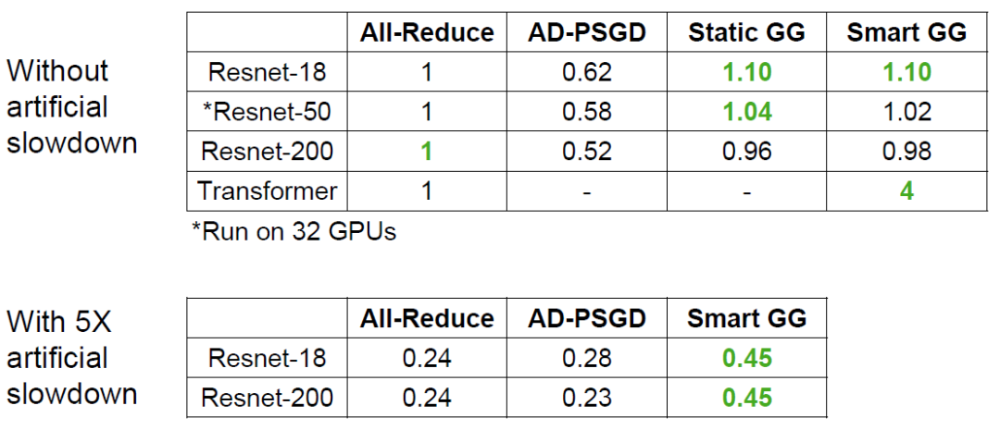 Without
artificial
slowdown
All-Reduce AD-PSGD Static GG Smart GG
Resnet-18 1 0.62 1.10 1.10
*Resnet-50 1 0.58 1.04 1.02
Resnet-200 1 0.52 0.96 0.98
Transformer 1 - - 4
*Run on 32 GPUs
With 5X
artificial
slowdown
All-Reduce AD-PSGD Smart GG
Resnet-18 0.24 0.28 0.45
Resnet-200 0.24 0.23 0.45